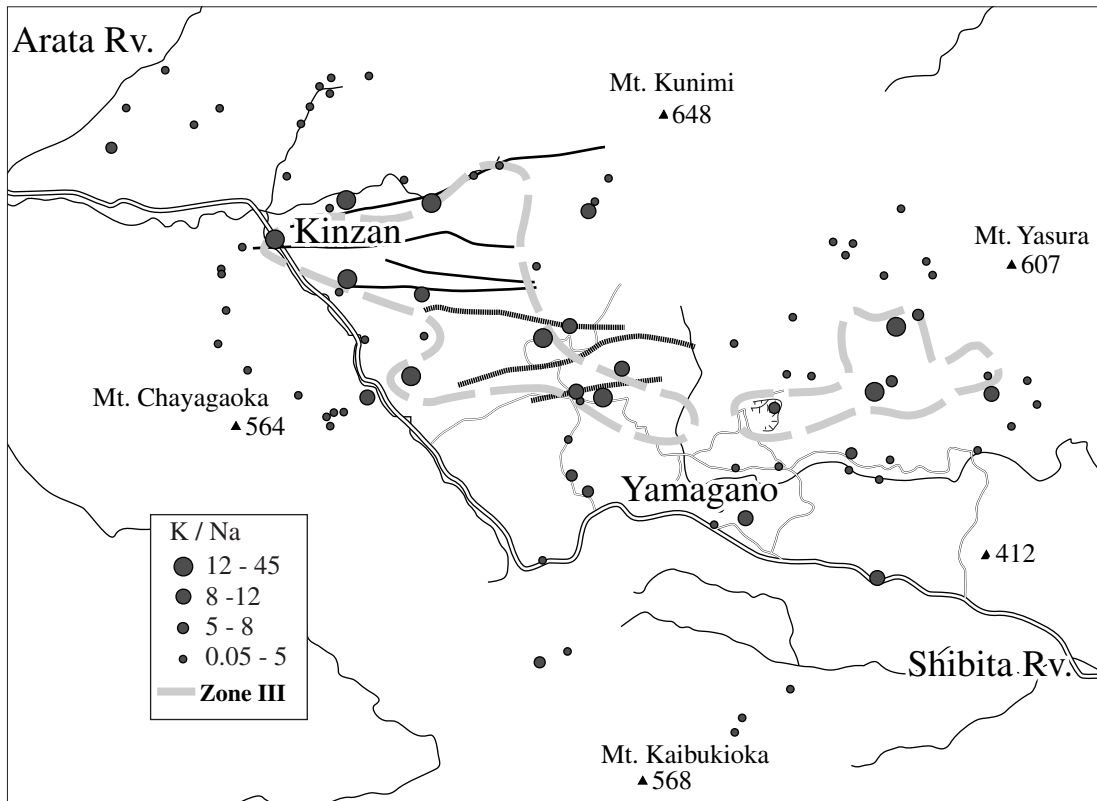 Arata Rv.
Mt. Kunimi
▲648
Kinzan
Mt. Yasura
▲607
Mt. Chayagaoka
▲564
Yamagano
K / Na
12 - 45
8 -12
5 - 8
0.05 - 5
Zone III
▲412
Shibita Rv.
Mt. Kaibukioka
▲568